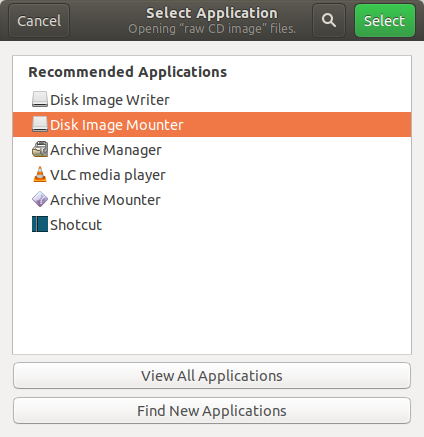 Cancel
Select Application
Opening "raw CD image" files.
Select
Recommended Applications
Disk Image Writer
Disk Image Mounter
Archive Manager
VLC media player
Archive Mounter
Shotcut
View All Applications
Find New Applications